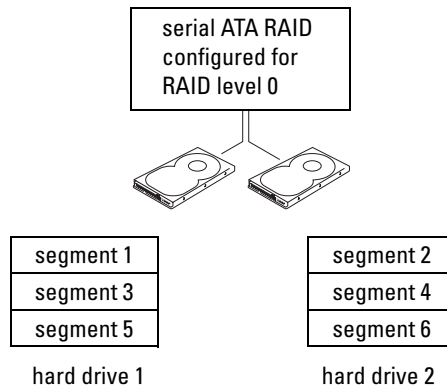 serial ATA RAID
configured for
RAID level 0
segment 1
segment 3
segment 5
hard drive 1
segment 2
segment 4
segment 6
hard drive 2